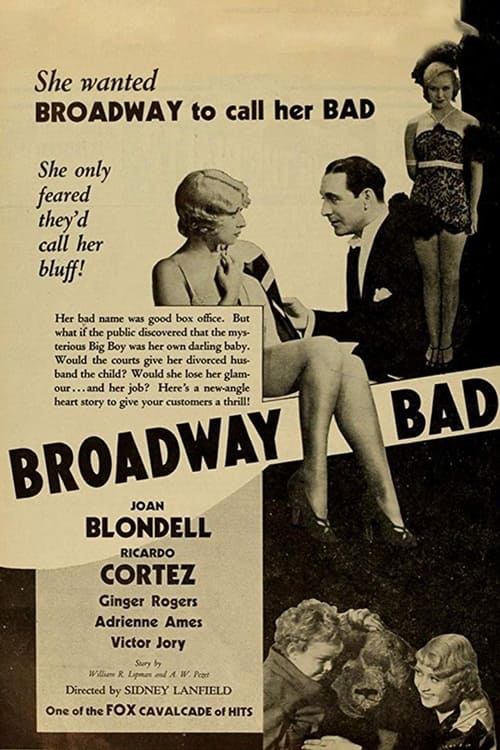 She wanted
BROADWAY to call her BAD
She only
feared
they'd
call her
bluff!
Her bad name was good box office. But
what if the public discovered that the mys-
terious Big Boy was her own darling baby.
Would the courts give her divorced hus-
band the child? Would she lose her glam-
our...and her job? Here's a new-angle
heart story to give your customers a thrill!
BROADWAY BAD
JOAN
BLONDELL
RICARDO
CORTEZ
Ginger Rogers
Adrienne Ames
Victor Jory
Story by
William R. Lipman and A. W. Pezet
Directed by SIDNEY LANFIELD
One of the FOX CAVALCADE of HITS